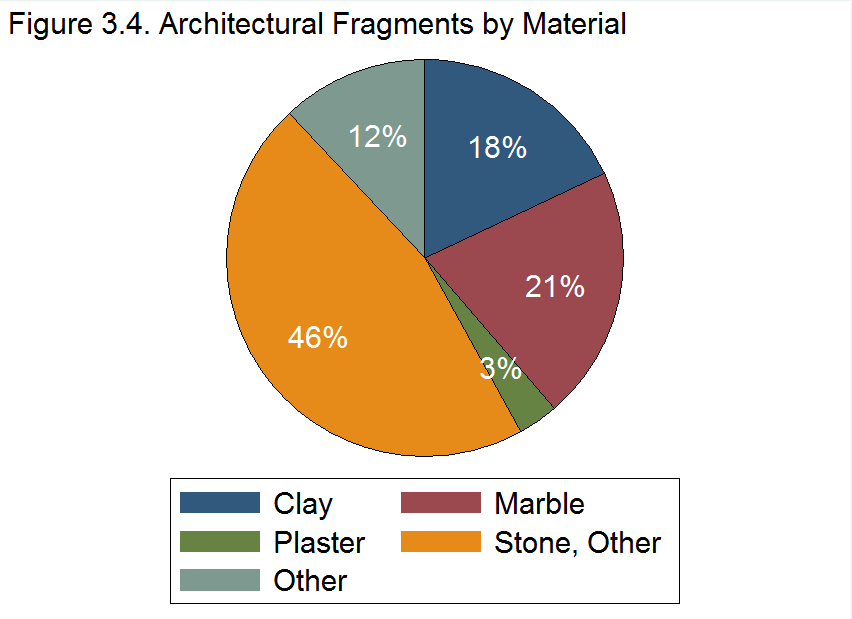 Figure 3.4. Architectural Fragments by Material
12%
18%
21%
46%
3%
Clay
Marble
Plaster
Stone, Other
Other